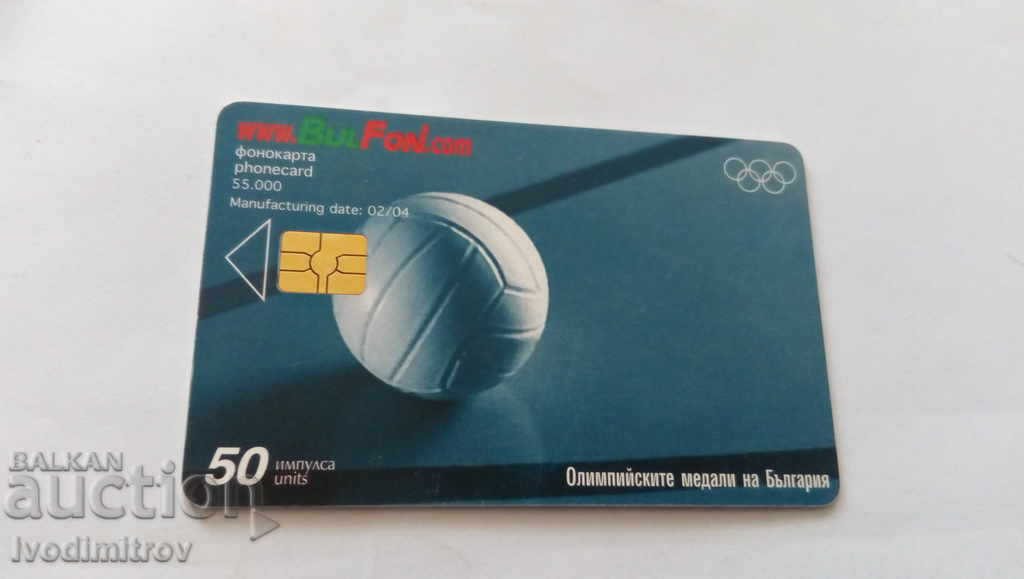 www.BULFON.com
фонокарта
phonecard
55.000
Manufacturing date: 02/04
50 импулса
units
Олимпийските медали на България
BALKAN
auction
Ivodimitrov